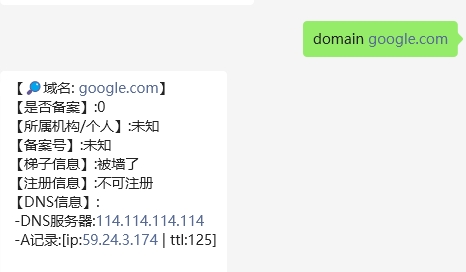 domain google.com
【🔎域名: google.com】
【是否备案】:0
【所属机构/个人】:未知
【备案号】:未知
【梯子信息】:被墙了
【注册信息】:不可注册
【DNS信息】:
-DNS服务器:114.114.114.114
-A记录:[ip:59.24.3.174 | ttl:125]